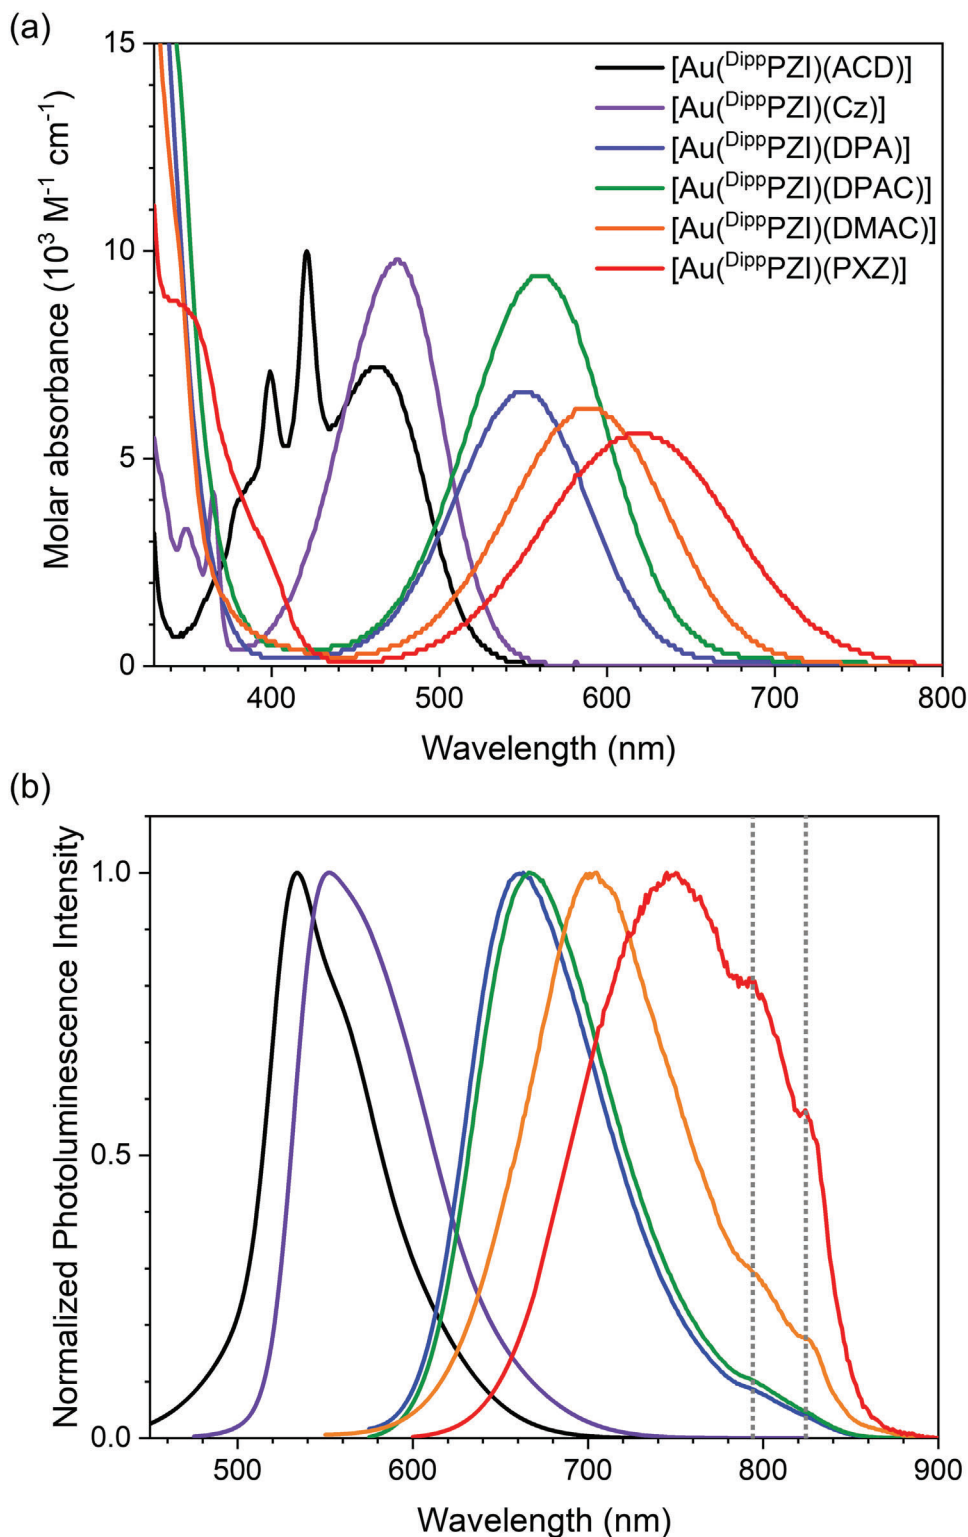 (a)
15
10
5
0
Molar absorbance (10³ M⁻¹ cm⁻¹)
[Au(ᴰⁱᵖᵖPZI)(ACD)]
[Au(ᴰⁱᵖᵖPZI)(Cz)]
[Au(ᴰⁱᵖᵖPZI)(DPA)]
[Au(ᴰⁱᵖᵖPZI)(DPAC)]
[Au(ᴰⁱᵖᵖPZI)(DMAC)]
[Au(ᴰⁱᵖᵖPZI)(PXZ)]
400 500 600 700 800
Wavelength (nm)
(b)
1.0
0.5
0.0
Normalized Photoluminescence Intensity
500 600 700 800 900
Wavelength (nm)